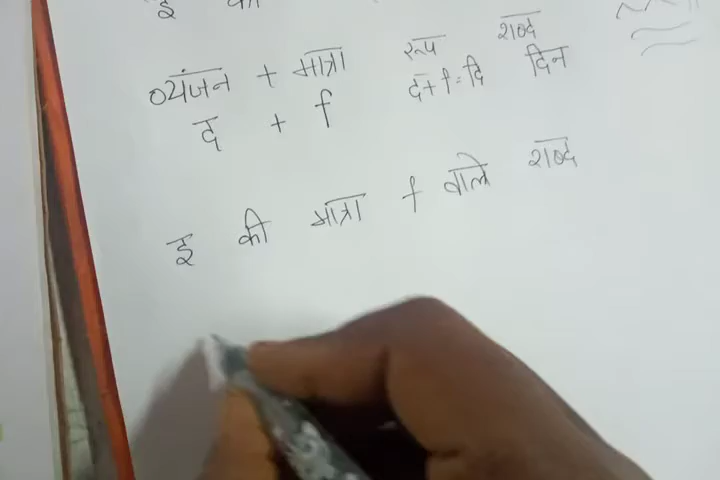 इ की
व्यंजन + मात्रा रूप शब्द
द + ि द + ि = दि दिन
इ की मात्रा ि वाले शब्द